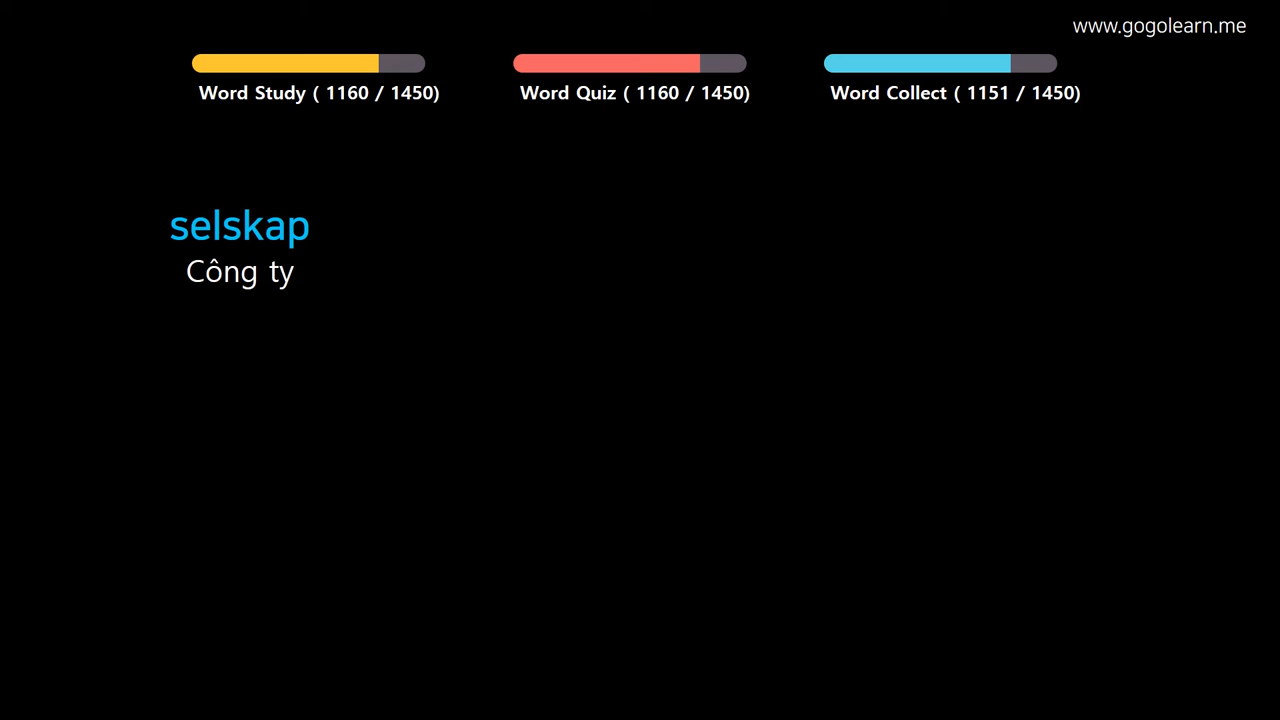 www.gogolearn.me
Word Study ( 1160 / 1450)
Word Quiz ( 1160 / 1450)
Word Collect ( 1151 / 1450)
selskap
Công ty